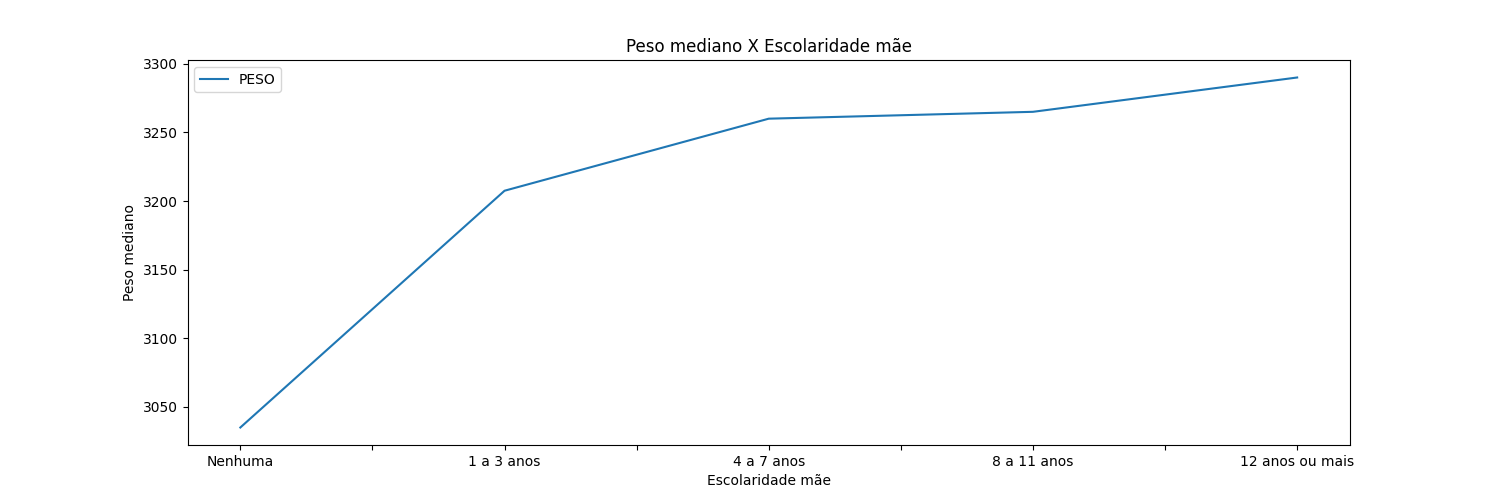 Peso mediano X Escolaridade mãe
PESO
3300
3250
3200
3150
3100
3050
Peso mediano
Nenhuma
1 a 3 anos
4 a 7 anos
8 a 11 anos
12 anos ou mais
Escolaridade mãe